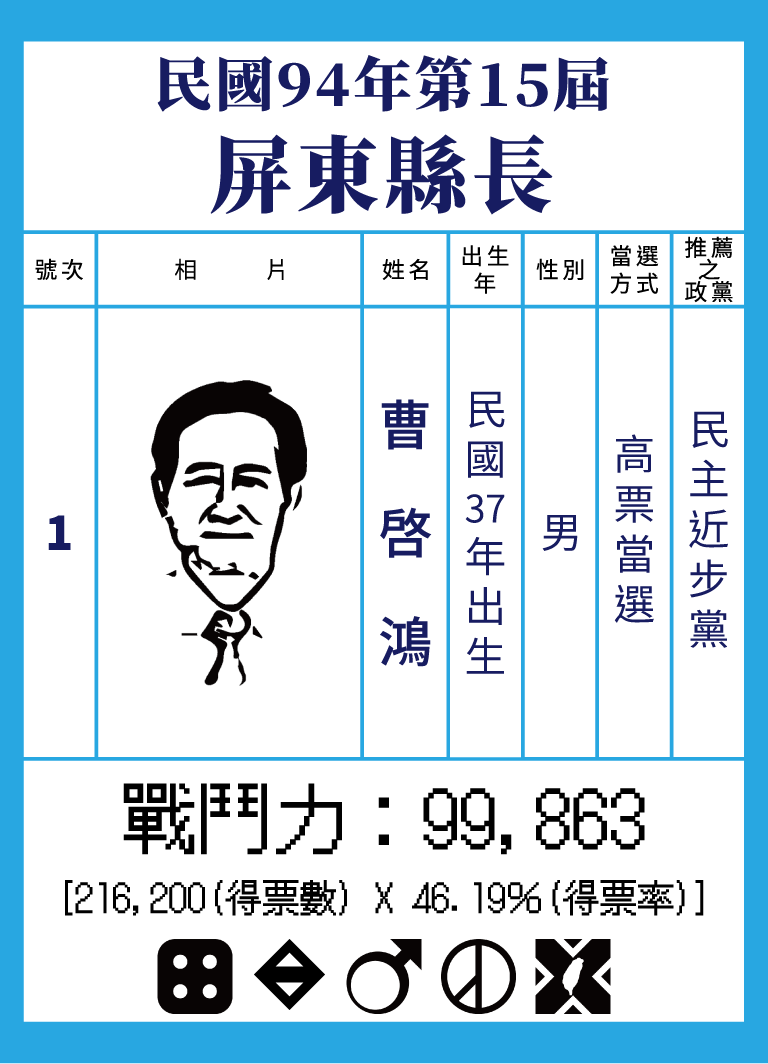 民國94年第15屆
屏東縣長
號次
相片
姓名
出生
年
性別
當選
方式
推薦
之
政黨
1
曹啓鴻
民國37年出生
男
高票當選
民主近步黨
戰鬥力：99,863
[216,200(得票數) X 46.19%(得票率)]